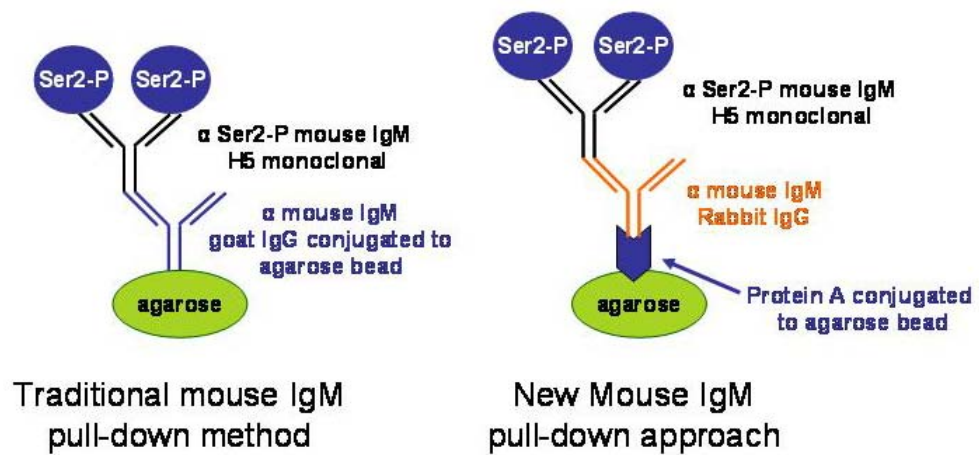 Ser2-P Ser2-P
α Ser2-P mouse IgM
H5 monoclonal
α mouse IgM
goat IgG conjugated to
agarose bead
agarose
Traditional mouse IgM
pull-down method
Ser2-P Ser2-P
α Ser2-P mouse IgM
H5 monoclonal
α mouse IgM
Rabbit IgG
agarose
Protein A conjugated
to agarose bead
New Mouse IgM
pull-down approach